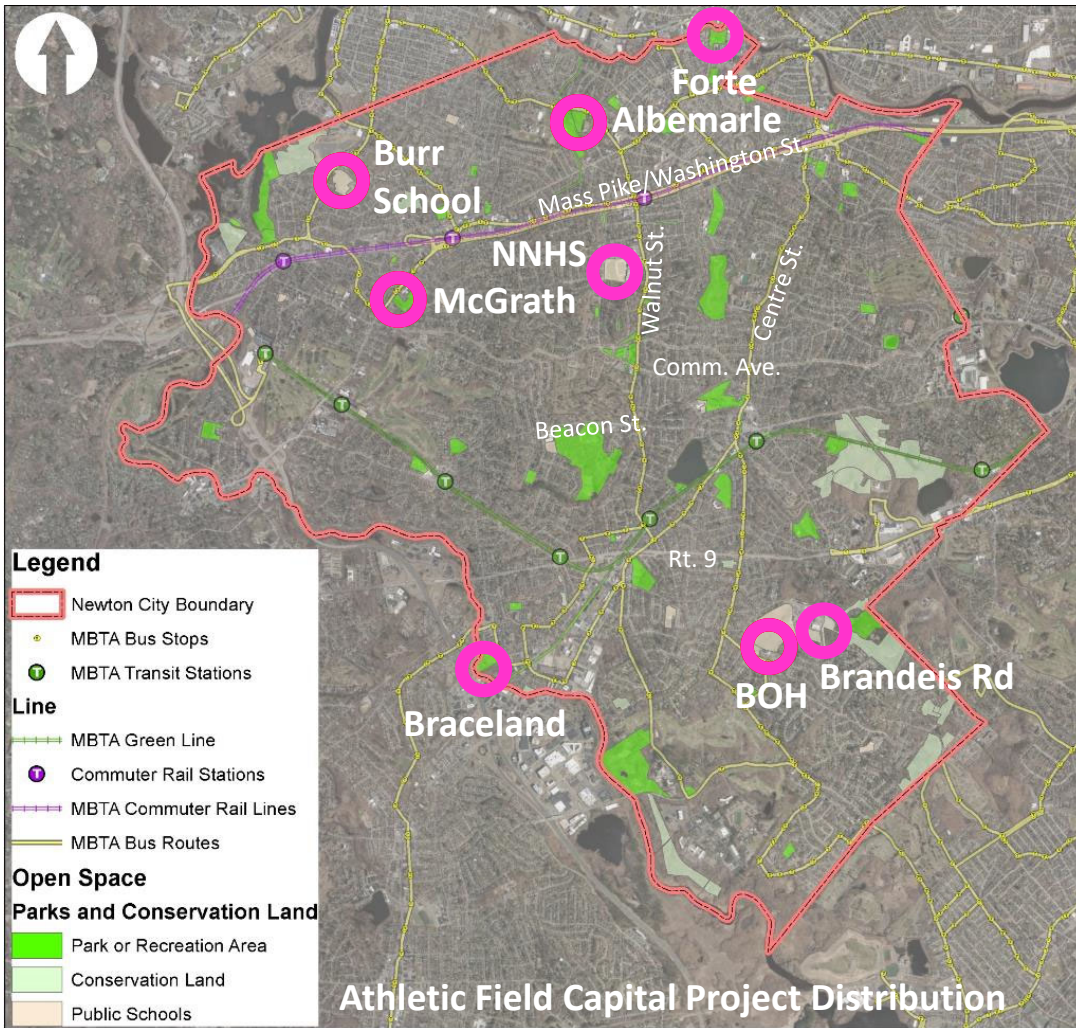 Forte
Albemarle
Burr
School
Mass Pike/Washington St.
NNHS
McGrath
Walnut St.
Centre St.
Comm. Ave.
Beacon St.
Rt. 9
Braceland
BOH
Brandeis Rd
Legend
Newton City Boundary
MBTA Bus Stops
T MBTA Transit Stations
Line
MBTA Green Line
T Commuter Rail Stations
MBTA Commuter Rail Lines
MBTA Bus Routes
Open Space
Parks and Conservation Land
Park or Recreation Area
Conservation Land
Public Schools
Athletic Field Capital Project Distribution